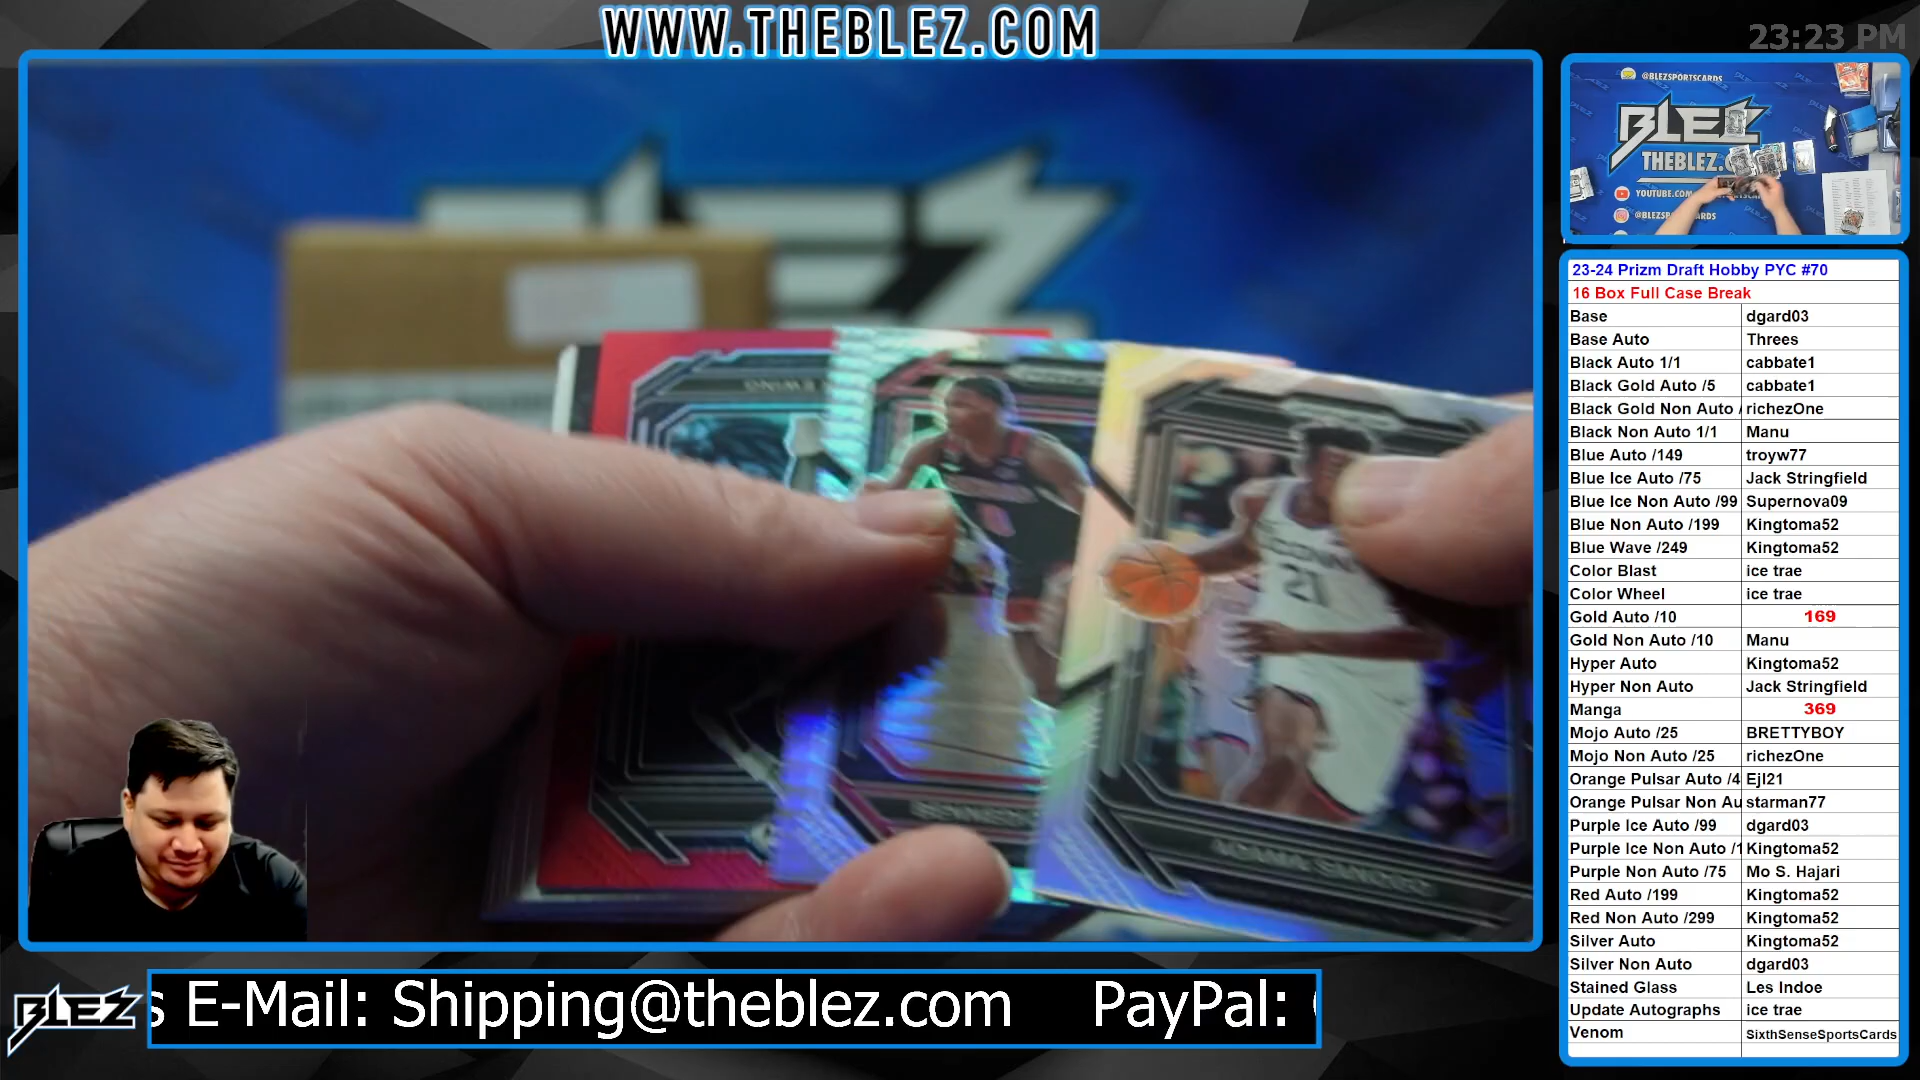 WWW.THEBLEZ.COM
23:23 PM
@BLEZSPORTSCARDS
BLEZ
THEBLEZ.C
YOUTUBE.COM
BLEZ
EWING
21
ADAMA SANOGO
23-24 Prizm Draft Hobby PYC #70
16 Box Full Case Break
Base dgard03
Base Auto Threes
Black Auto 1/1 cabbate1
Black Gold Auto /5 cabbate1
Black Gold Non Auto / richezOne
Black Non Auto 1/1 Manu
Blue Auto /149 troyw77
Blue Ice Auto /75 Jack Stringfield
Blue Ice Non Auto /99 Supernova09
Blue Non Auto /199 Kingtoma52
Blue Wave /249 Kingtoma52
Color Blast ice trae
Color Wheel ice trae
Gold Auto /10 169
Gold Non Auto /10 Manu
Hyper Auto Kingtoma52
Hyper Non Auto Jack Stringfield
Manga 369
Mojo Auto /25 BRETTYBOY
Mojo Non Auto /25 richezOne
Orange Pulsar Auto /4 Ejl21
Orange Pulsar Non Au starman77
Purple Ice Auto /99 dgard03
Purple Ice Non Auto /1 Kingtoma52
Purple Non Auto /75 Mo S. Hajari
Red Auto /199 Kingtoma52
Red Non Auto /299 Kingtoma52
Silver Auto Kingtoma52
Silver Non Auto dgard03
Stained Glass Les Indoe
Update Autographs ice trae
Venom SixthSenseSportsCards
BLEZ
s E-Mail: Shipping@theblez.com PayPal: